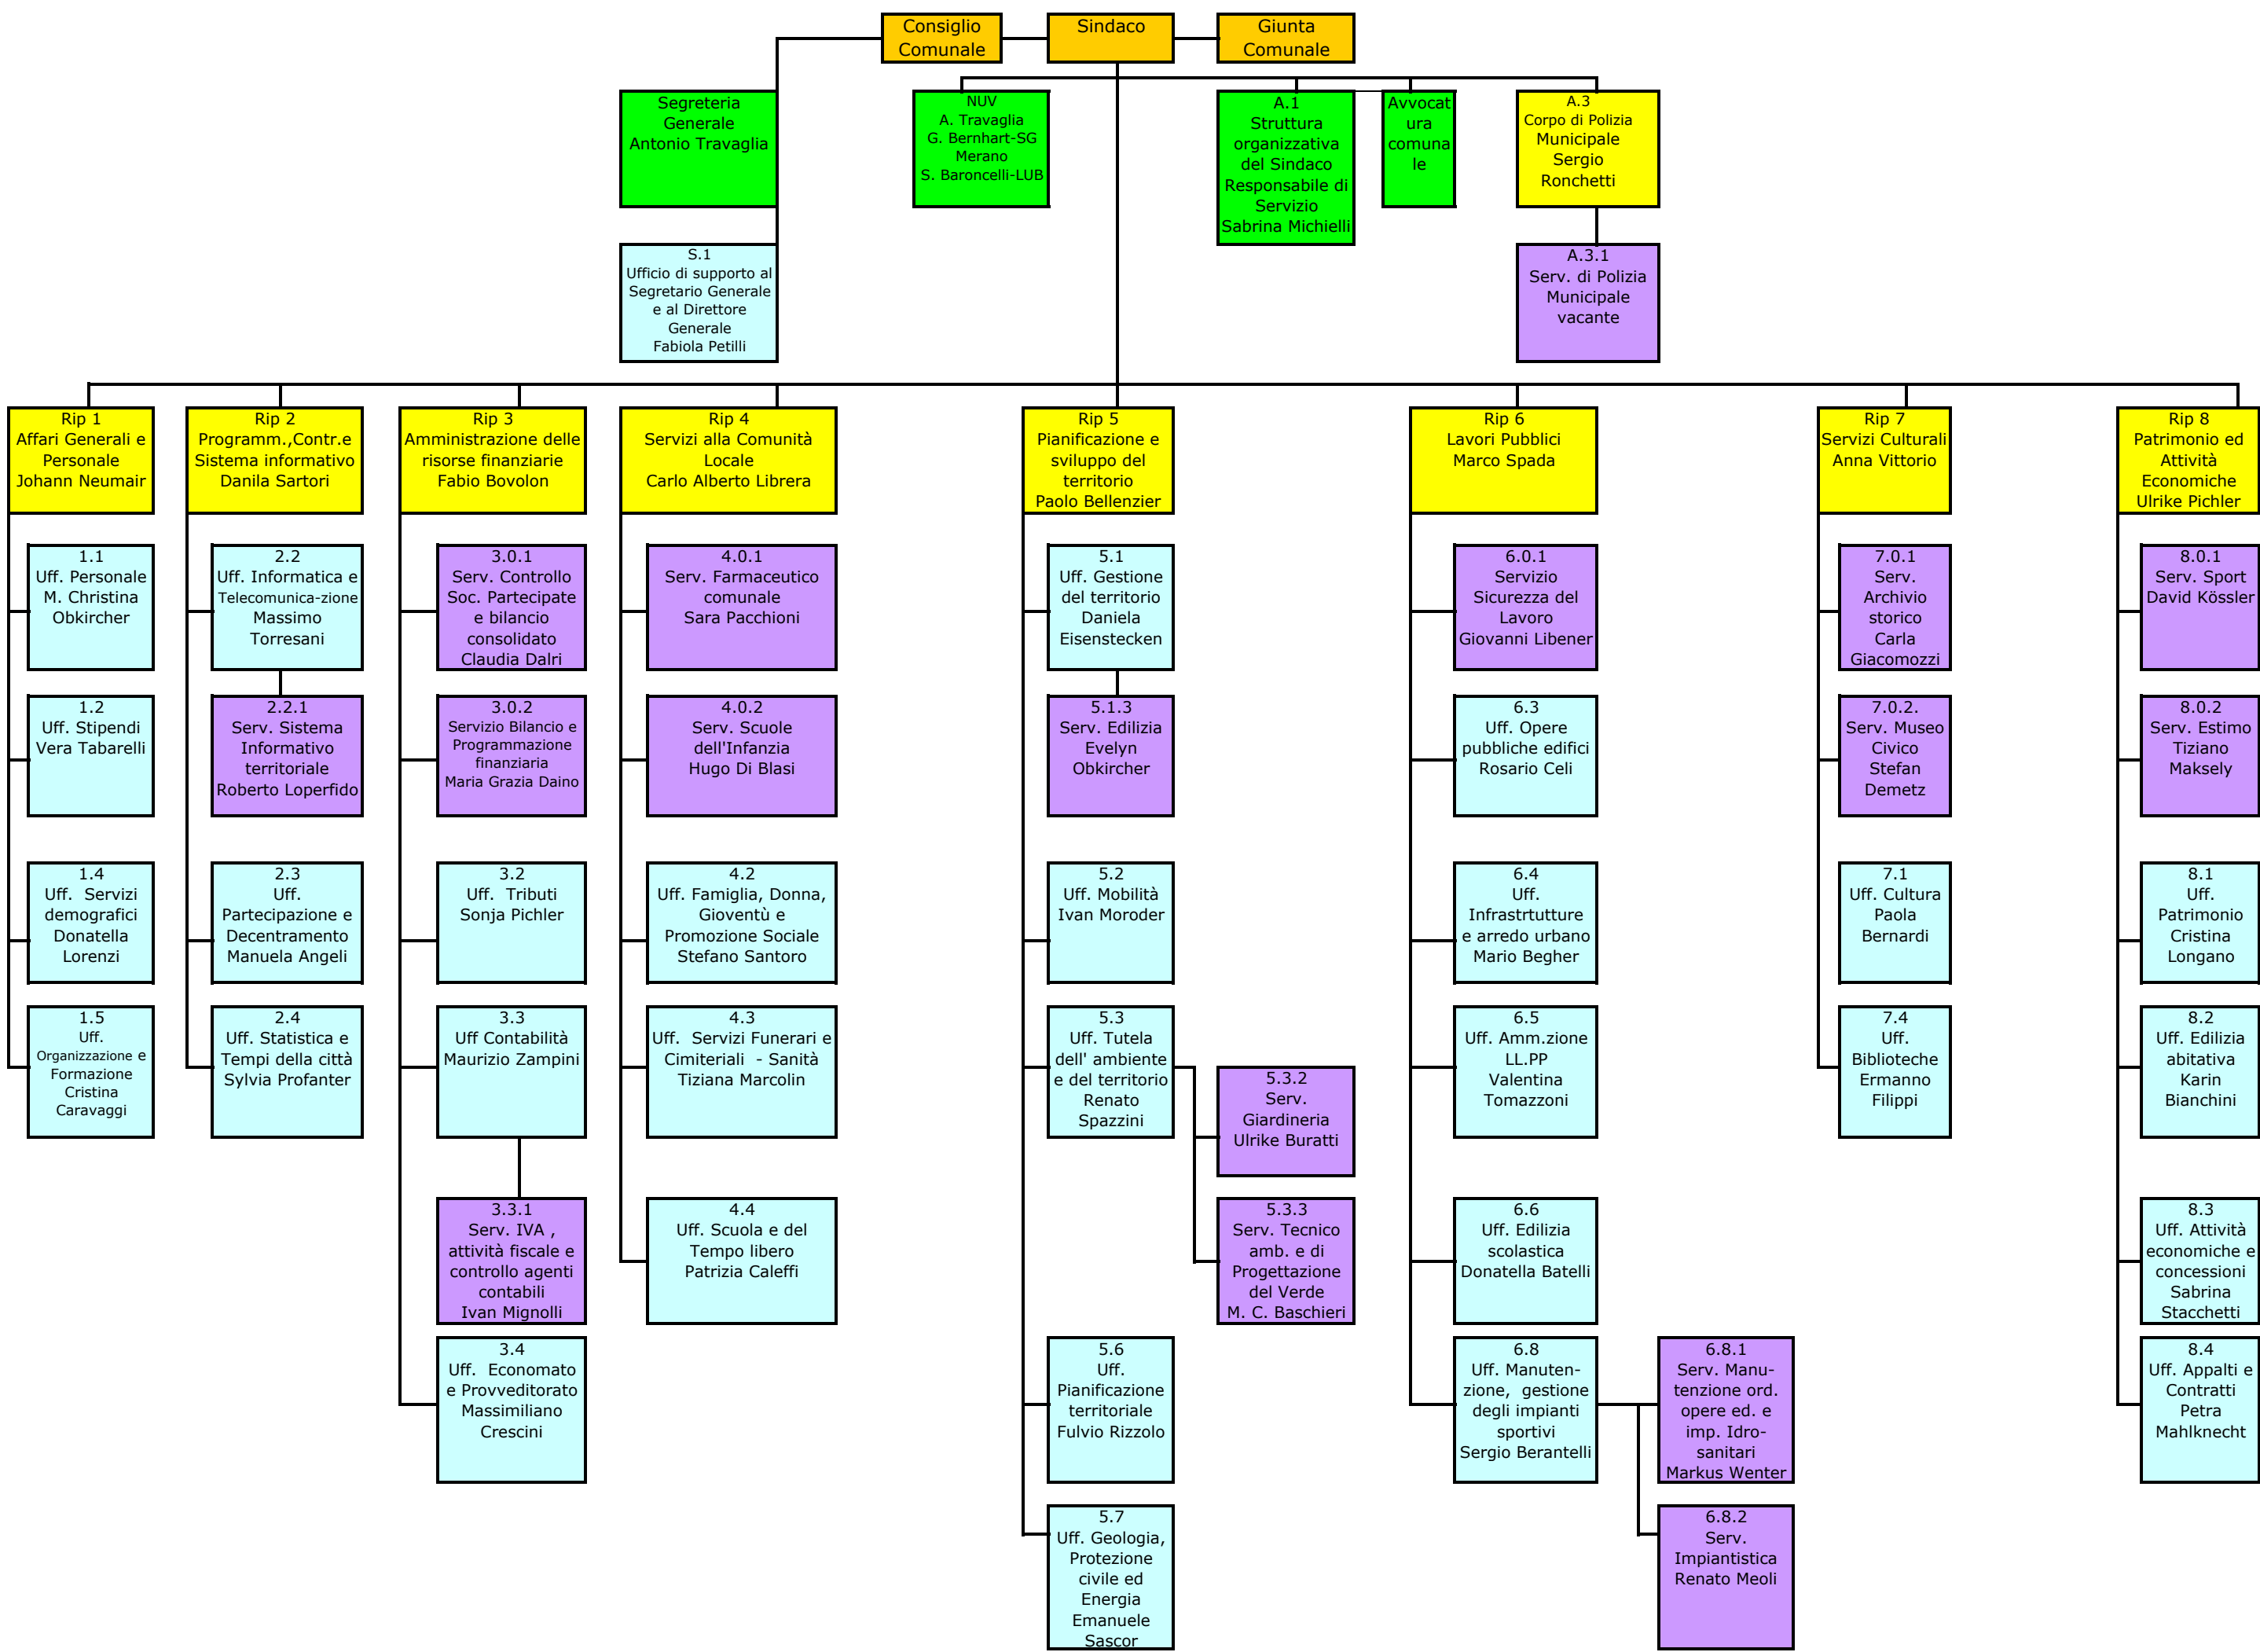 Consiglio
Comunale
Sindaco
Giunta
Comunale
Segreteria
Generale
Antonio Travaglia
NUV
A. Travaglia
G. Bernhart-SG
Merano
S. Baroncelli-LUB
A.1
Struttura
organizzativa
del Sindaco
Responsabile di
Servizio
Sabrina Michielli
Avvocat
ura
comuna
le
A.3
Corpo di Polizia
Municipale
Sergio
Ronchetti
S.1
Ufficio di supporto al
Segretario Generale
e al Direttore
Generale
Fabiola Petilli
A.3.1
Serv. di Polizia
Municipale
vacante
Rip 1
Affari Generali e
Personale
Johann Neumair
Rip 2
Programm.,Contr.e
Sistema informativo
Danila Sartori
Rip 3
Amministrazione delle
risorse finanziarie
Fabio Bovolon
Rip 4
Servizi alla Comunità
Locale
Carlo Alberto Librera
Rip 5
Pianificazione e
sviluppo del
territorio
Paolo Bellenzier
Rip 6
Lavori Pubblici
Marco Spada
Rip 7
Servizi Culturali
Anna Vittorio
Rip 8
Patrimonio ed
Attività
Economiche
Ulrike Pichler
1.1
Uff. Personale
M. Christina
Obkircher
2.2
Uff. Informatica e
Telecomunica-zione
Massimo
Torresani
3.0.1
Serv. Controllo
Soc. Partecipate
e bilancio
consolidato
Claudia Dalri
4.0.1
Serv. Farmaceutico
comunale
Sara Pacchioni
5.1
Uff. Gestione
del territorio
Daniela
Eisenstecken
6.0.1
Servizio
Sicurezza del
Lavoro
Giovanni Libener
7.0.1
Serv.
Archivio
storico
Carla
Giacomozzi
8.0.1
Serv. Sport
David Kössler
1.2
Uff. Stipendi
Vera Tabarelli
2.2.1
Serv. Sistema
Informativo
territoriale
Roberto Loperfido
3.0.2
Servizio Bilancio e
Programmazione
finanziaria
Maria Grazia Daino
4.0.2
Serv. Scuole
dell'Infanzia
Hugo Di Blasi
5.1.3
Serv. Edilizia
Evelyn
Obkircher
6.3
Uff. Opere
pubbliche edifici
Rosario Celi
7.0.2.
Serv. Museo
Civico
Stefan
Demetz
8.0.2
Serv. Estimo
Tiziano
Maksely
1.4
Uff. Servizi
demografici
Donatella
Lorenzi
2.3
Uff.
Partecipazione e
Decentramento
Manuela Angeli
3.2
Uff. Tributi
Sonja Pichler
4.2
Uff. Famiglia, Donna,
Gioventù e
Promozione Sociale
Stefano Santoro
5.2
Uff. Mobilità
Ivan Moroder
6.4
Uff.
Infrastrtutture
e arredo urbano
Mario Begher
7.1
Uff. Cultura
Paola
Bernardi
8.1
Uff.
Patrimonio
Cristina
Longano
1.5
Uff.
Organizzazione e
Formazione
Cristina
Caravaggi
2.4
Uff. Statistica e
Tempi della città
Sylvia Profanter
3.3
Uff Contabilità
Maurizio Zampini
4.3
Uff. Servizi Funerari e
Cimiteriali - Sanità
Tiziana Marcolin
5.3
Uff. Tutela
dell' ambiente
e del territorio
Renato
Spazzini
5.3.2
Serv.
Giardineria
Ulrike Buratti
6.5
Uff. Amm.zione
LL.PP
Valentina
Tomazzoni
7.4
Uff.
Biblioteche
Ermanno
Filippi
8.2
Uff. Edilizia
abitativa
Karin
Bianchini
3.3.1
Serv. IVA ,
attività fiscale e
controllo agenti
contabili
Ivan Mignolli
4.4
Uff. Scuola e del
Tempo libero
Patrizia Caleffi
5.3.3
Serv. Tecnico
amb. e di
Progettazione
del Verde
M. C. Baschieri
6.6
Uff. Edilizia
scolastica
Donatella Batelli
8.3
Uff. Attività
economiche e
concessioni
Sabrina
Stacchetti
3.4
Uff. Economato
e Provveditorato
Massimiliano
Crescini
5.6
Uff.
Pianificazione
territoriale
Fulvio Rizzolo
6.8
Uff. Manuten-
zione, gestione
degli impianti
sportivi
Sergio Berantelli
6.8.1
Serv. Manu-
tenzione ord.
opere ed. e
imp. Idro-
sanitari
Markus Wenter
8.4
Uff. Appalti e
Contratti
Petra
Mahlknecht
5.7
Uff. Geologia,
Protezione
civile ed
Energia
Emanuele
Sascor
6.8.2
Serv.
Impiantistica
Renato Meoli